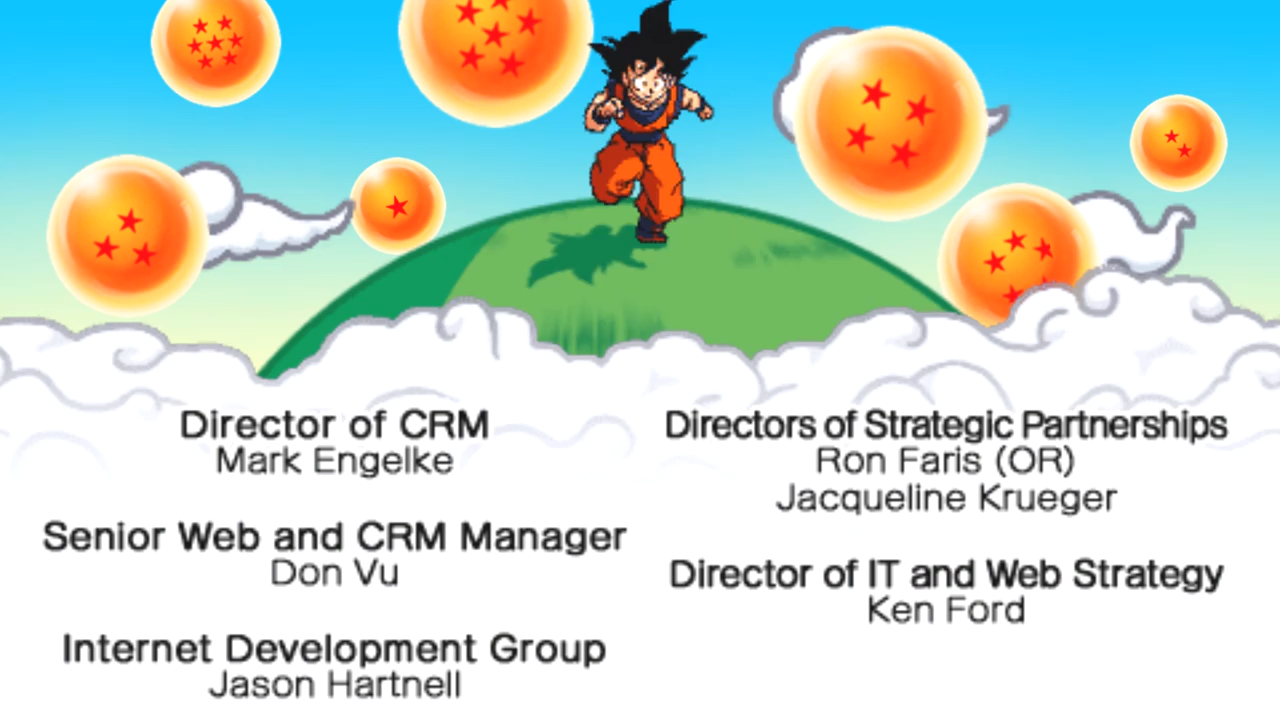 Director of CRM
Mark Engelke
Senior Web and CRM Manager
Don Vu
Internet Development Group
Jason Hartnell
Directors of Strategic Partnerships
Ron Faris (OR)
Jacqueline Krueger
Director of IT and Web Strategy
Ken Ford